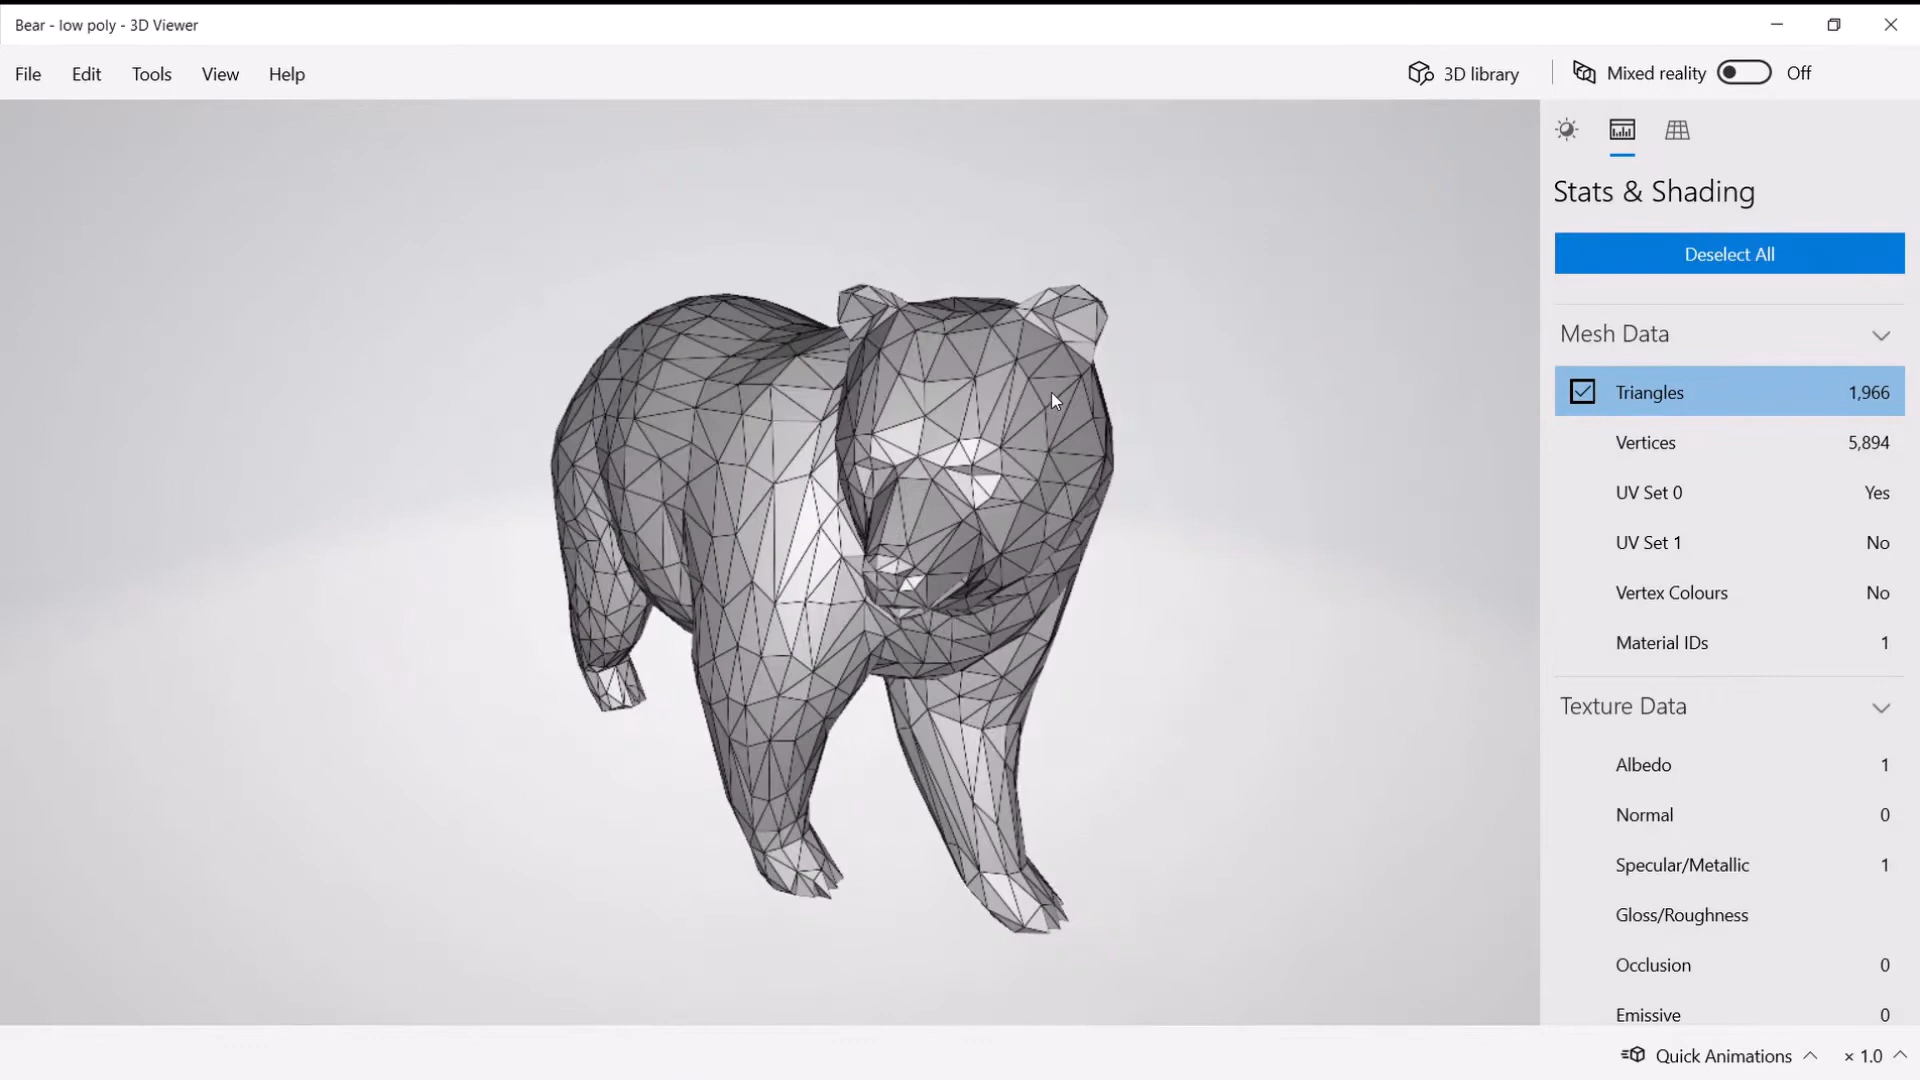 Bear - low poly - 3D Viewer
File Edit Tools View Help 3D library Mixed reality Off
Stats & Shading
Deselect All
Mesh Data
Triangles 1,966
Vertices 5,894
UV Set 0 Yes
UV Set 1 No
Vertex Colours No
Material IDs 1
Texture Data
Albedo 1
Normal 0
Specular/Metallic 1
Gloss/Roughness
Occlusion 0
Emissive 0
Quick Animations × 1.0